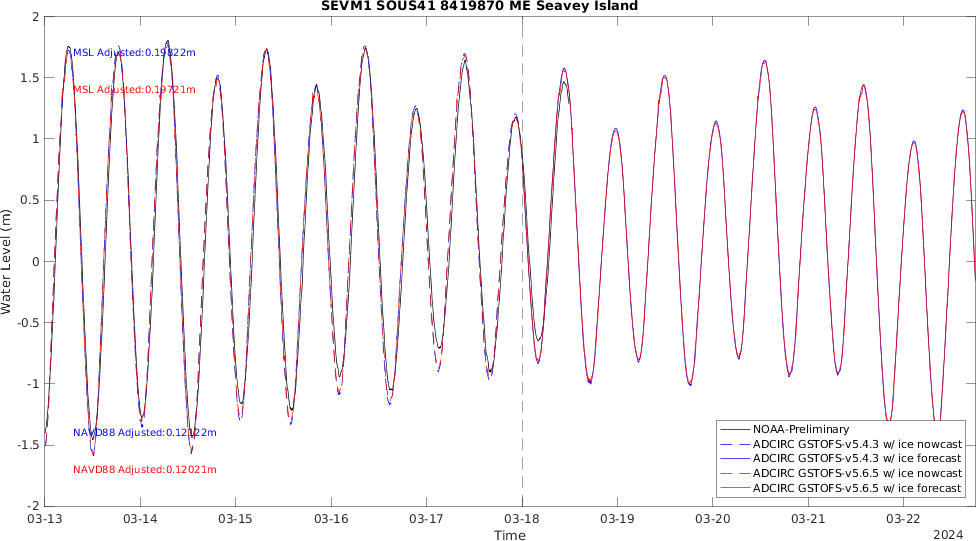 SEVM1 SOUS41 8419870 ME Seavey Island
2
1.5
1
0.5
0
-0.5
-1
-1.5
-2
Water Level (m)
MSL Adjusted:0.19822m
MSL Adjusted:0.19721m
NAVD88 Adjusted:0.12122m
NAVD88 Adjusted:0.12021m
NOAA-Preliminary
ADCIRC GSTOFS-v5.4.3 w/ ice nowcast
ADCIRC GSTOFS-v5.4.3 w/ ice forecast
ADCIRC GSTOFS-v5.6.5 w/ ice nowcast
ADCIRC GSTOFS-v5.6.5 w/ ice forecast
03-13 03-14 03-15 03-16 03-17 03-18 03-19 03-20 03-21 03-22
Time
2024